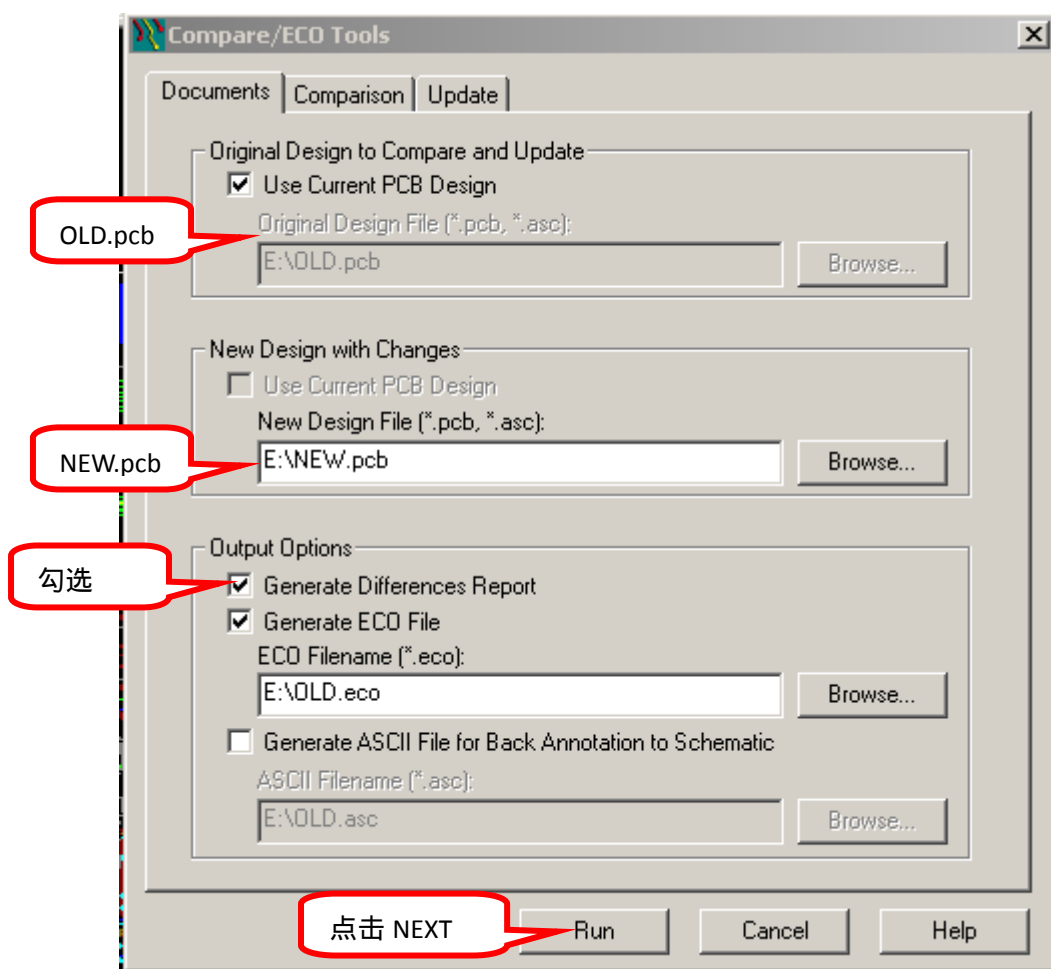 Compare/ECO Tools
Documents Comparison Update
Original Design to Compare and Update
Use Current PCB Design
OLD.pcb
Original Design File (*.pcb, *.asc):
E:\OLD.pcb Browse...
New Design with Changes
Use Current PCB Design
New Design File (*.pcb, *.asc):
NEW.pcb
E:\NEW.pcb Browse...
Output Options
勾选
Generate Differences Report
Generate ECO File
ECO Filename (*.eco):
E:\OLD.eco Browse...
Generate ASCII File for Back Annotation to Schematic
ASCII Filename (*.asc):
E:\OLD.asc Browse...
点击 NEXT
Run Cancel Help